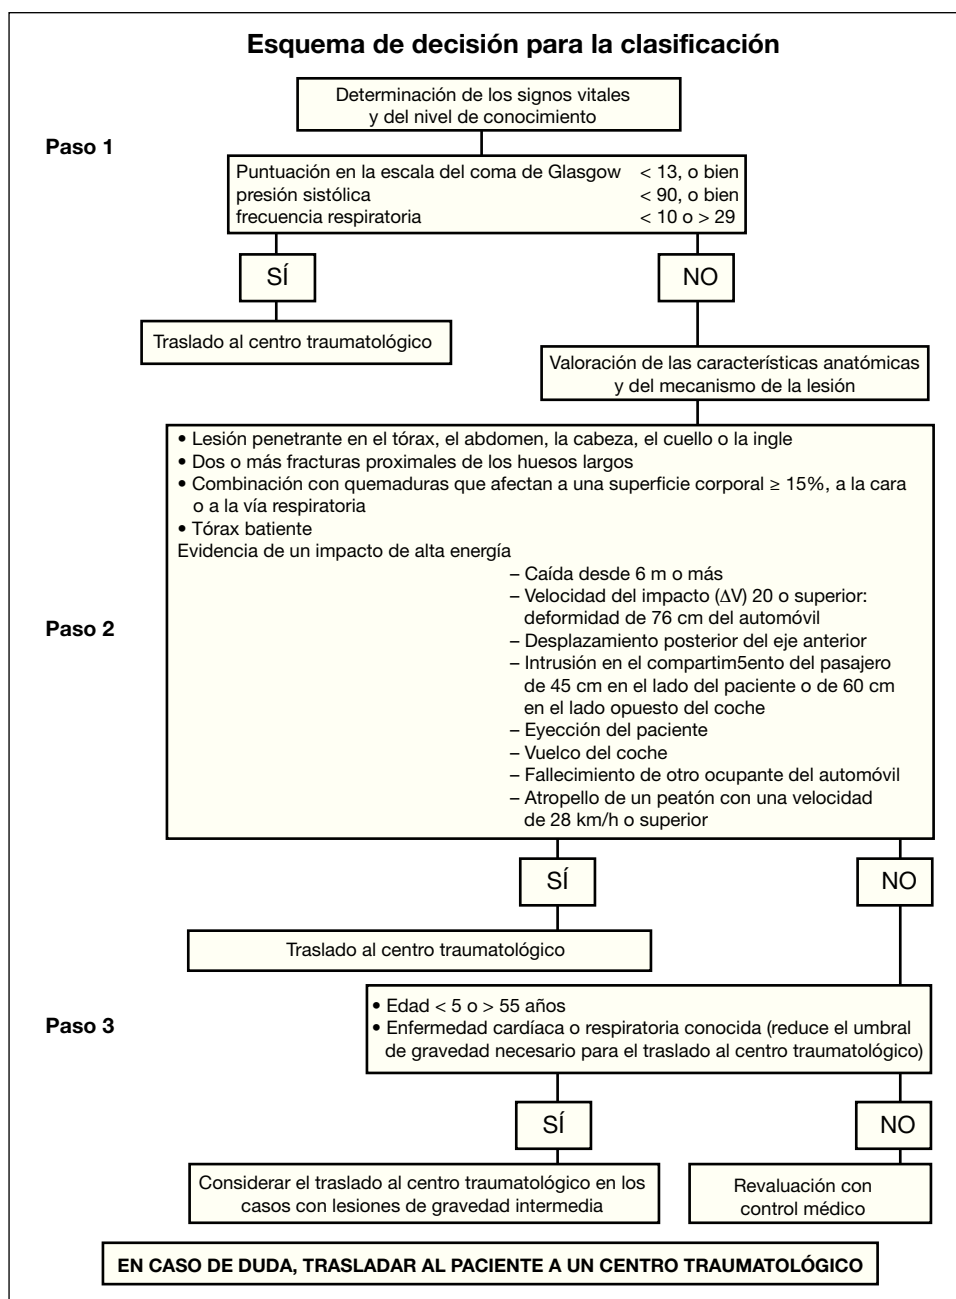 Esquema de decisión para la clasificación
Determinación de los signos vitales
y del nivel de conocimiento
Paso 1
Puntuación en la escala del coma de Glasgow < 13, o bien
presión sistólica < 90, o bien
frecuencia respiratoria < 10 o > 29
SÍ
NO
Traslado al centro traumatológico
Valoración de las características anatómicas
y del mecanismo de la lesión
• Lesión penetrante en el tórax, el abdomen, la cabeza, el cuello o la ingle
• Dos o más fracturas proximales de los huesos largos
• Combinación con quemaduras que afectan a una superficie corporal ≥ 15%, a la cara
o a la vía respiratoria
• Tórax batiente
Evidencia de un impacto de alta energía
– Caída desde 6 m o más
– Velocidad del impacto (ΔV) 20 o superior:
deformidad de 76 cm del automóvil
Paso 2
– Desplazamiento posterior del eje anterior
– Intrusión en el compartim5ento del pasajero
de 45 cm en el lado del paciente o de 60 cm
en el lado opuesto del coche
– Eyección del paciente
– Vuelco del coche
– Fallecimiento de otro ocupante del automóvil
– Atropello de un peatón con una velocidad
de 28 km/h o superior
SÍ
NO
Traslado al centro traumatológico
Paso 3
• Edad < 5 o > 55 años
• Enfermedad cardíaca o respiratoria conocida (reduce el umbral
de gravedad necesario para el traslado al centro traumatológico)
SÍ
NO
Considerar el traslado al centro traumatológico en los
casos con lesiones de gravedad intermedia
Revaluación con
control médico
EN CASO DE DUDA, TRASLADAR AL PACIENTE A UN CENTRO TRAUMATOLÓGICO